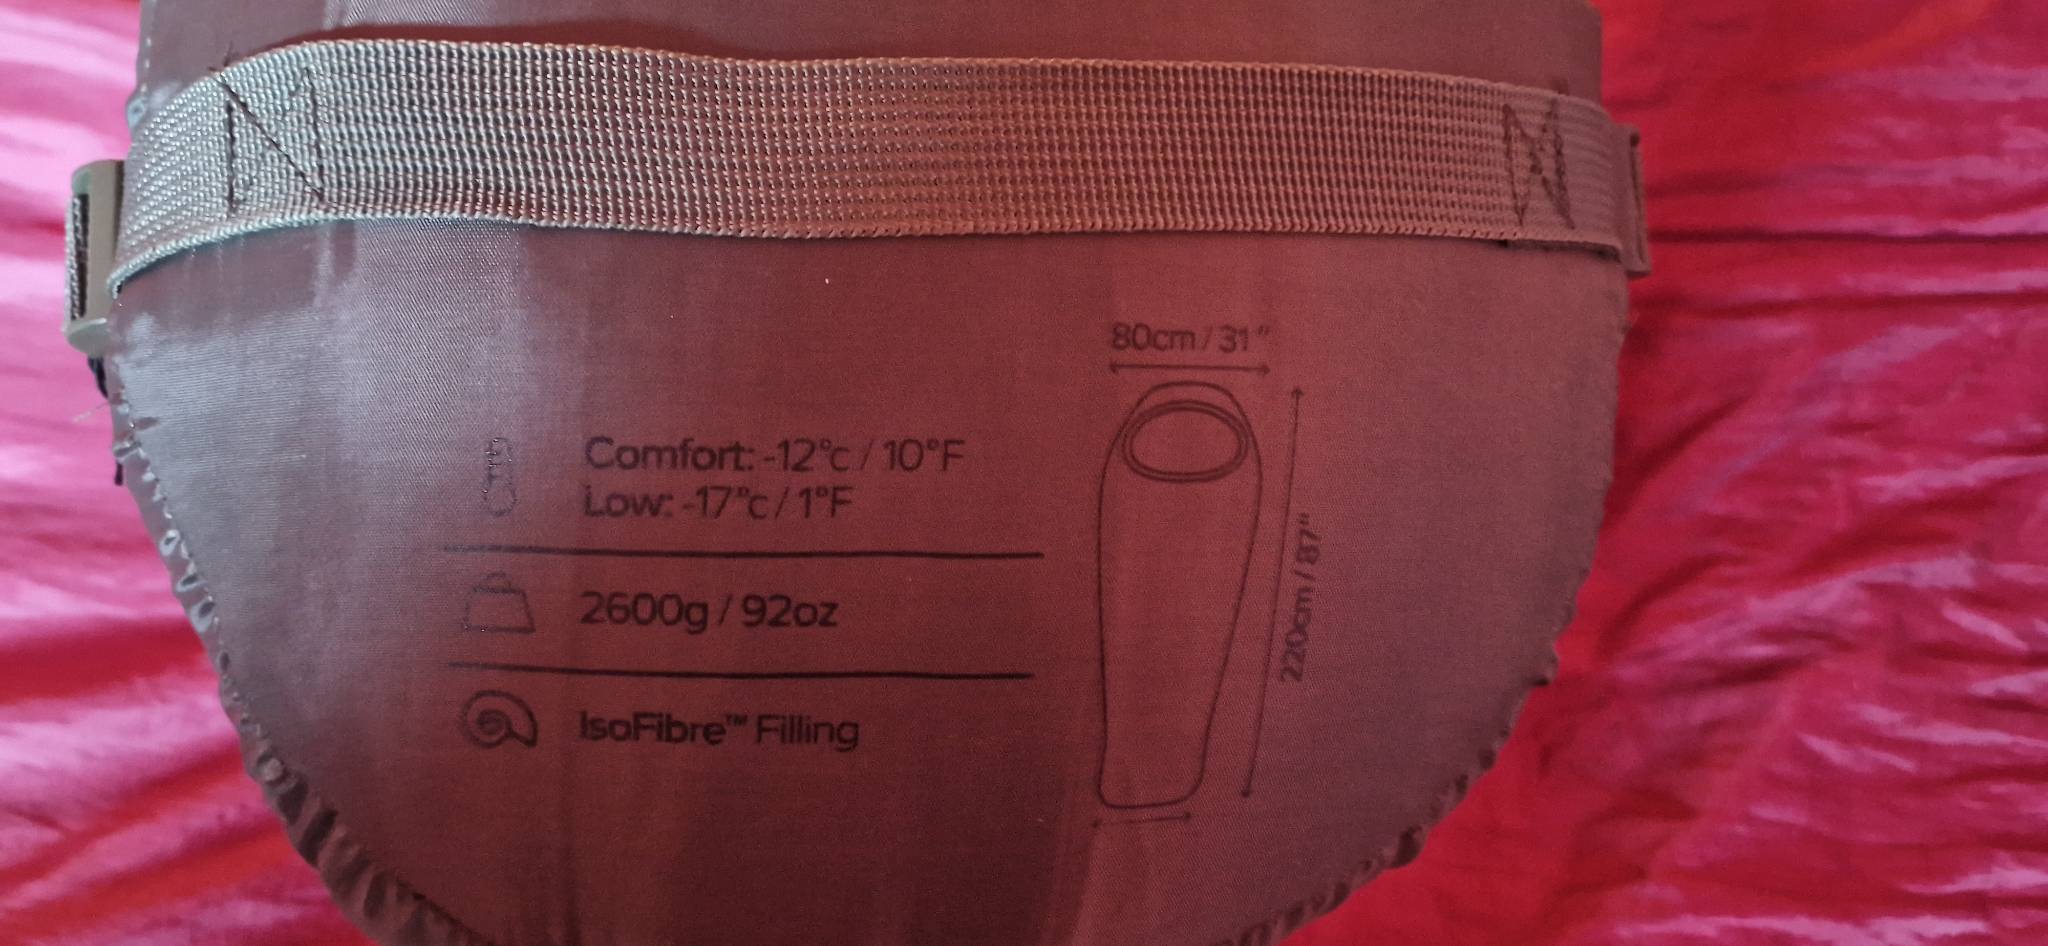 80cm / 31"
Comfort: -12°c / 10°F
Low: -17°c / 1°F
220cm / 87"
2600g / 92oz
IsoFibre™ Filling